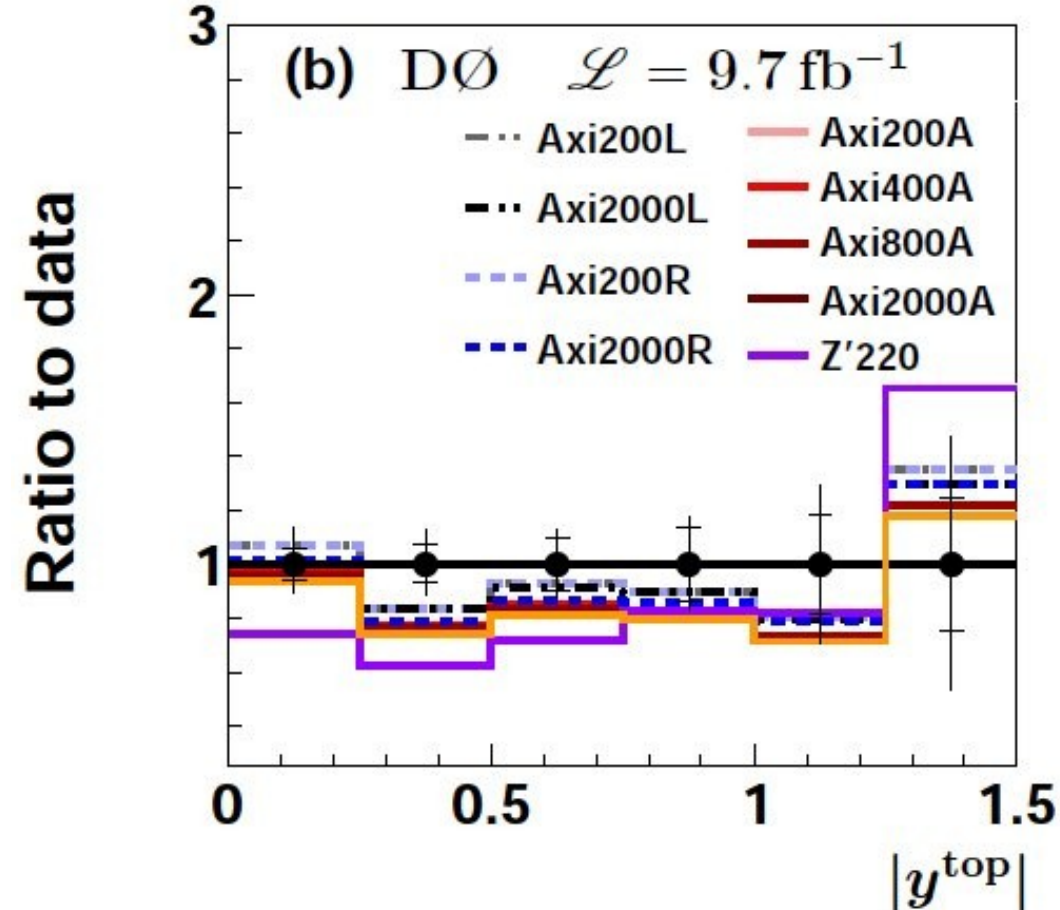 3
(b) DØ ℒ = 9.7 fb⁻¹
Axi200L
Axi2000L
Axi200R
Axi2000R
Axi200A
Axi400A
Axi800A
Axi2000A
Z′220
Ratio to data
2
1
0 0.5 1 1.5
|y^top|